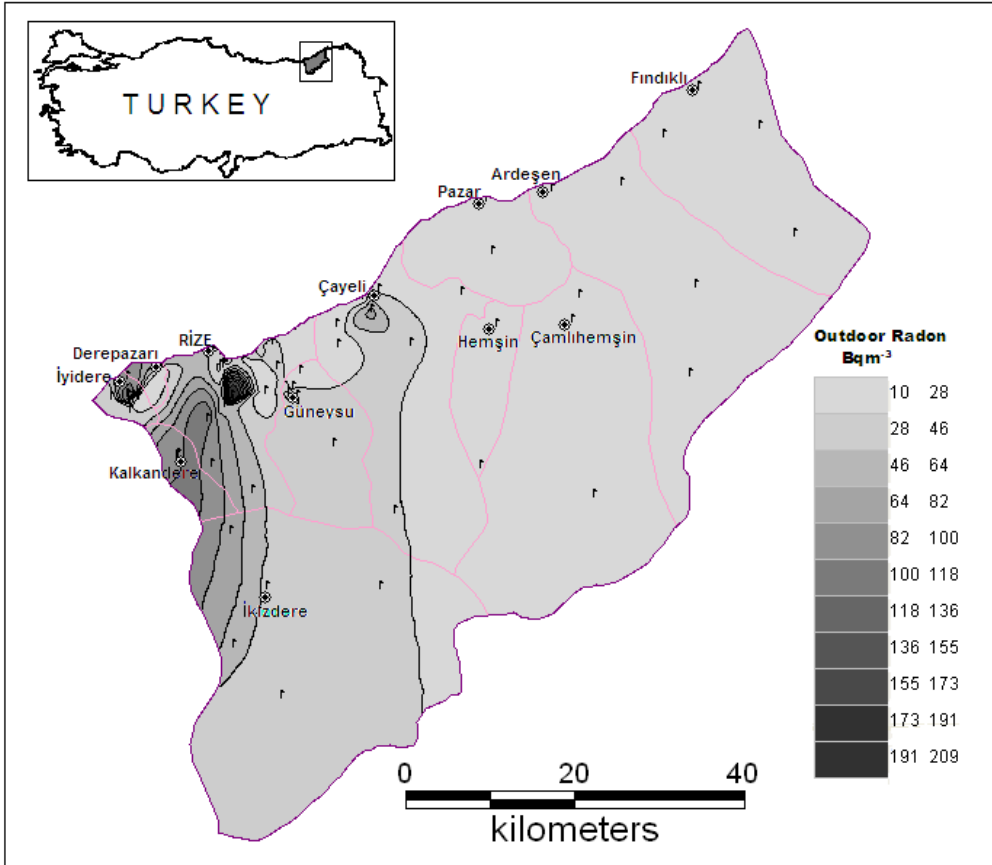 TURKEY
Fındıklı
Ardeşen
Pazar
Çayeli
RİZE
Derepazarı
İyidere
Hemşin
Çamlıhemşin
Güneysu
Kalkandere
İkizdere
Outdoor Radon
Bqm⁻³
10 28
28 46
46 64
64 82
82 100
100 118
118 136
136 155
155 173
173 191
191 209
0 20 40
kilometers